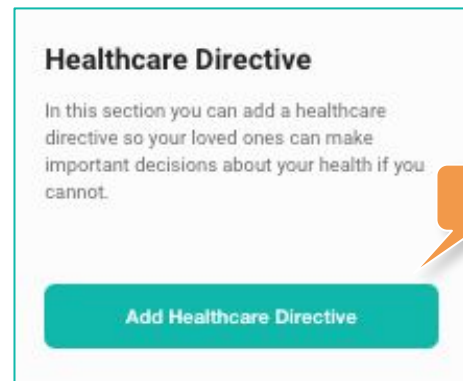 Healthcare Directive
In this section you can add a healthcare
directive so your loved ones can make
important decisions about your health if you
cannot.
Add Healthcare Directive